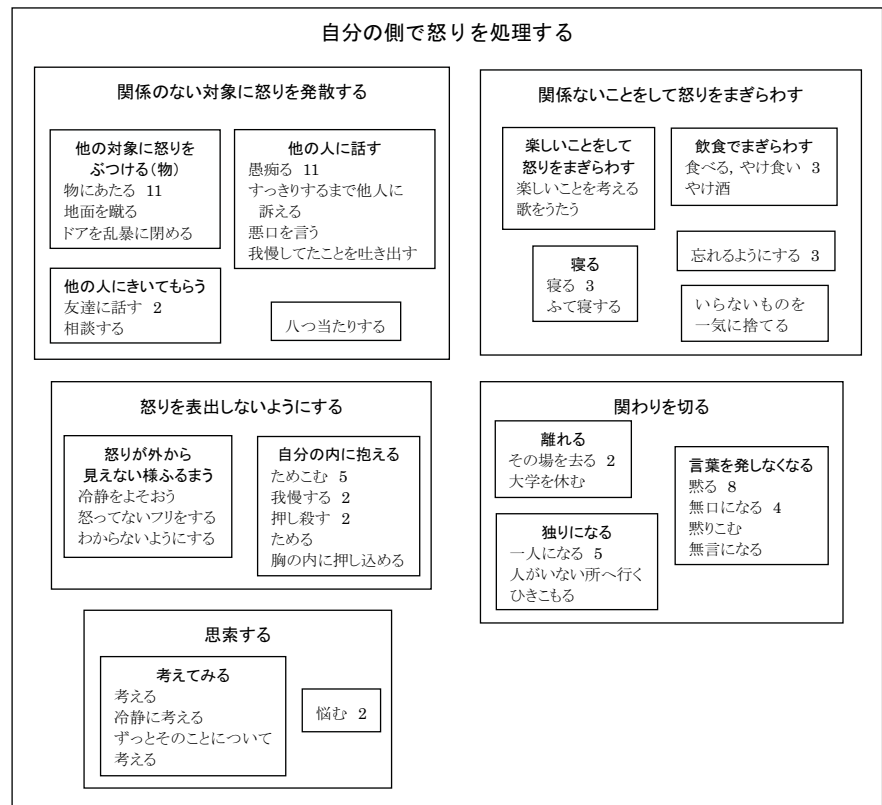 自分の側で怒りを処理する
関係のない対象に怒りを発散する
他の対象に怒りを
ぶつける(物)
物にあたる 11
地面を蹴る
ドアを乱暴に閉める
他の人に話す
愚痴る 11
すっきりするまで他人に
訴える
悪口を言う
我慢してたことを吐き出す
他の人にきいてもらう
友達に話す 2
相談する
八つ当たりする
関係ないことをして怒りをまぎらわす
楽しいことをして
怒りをまぎらわす
楽しいことを考える
歌をうたう
飲食でまぎらわす
食べる, やけ食い 3
やけ酒
寝る
寝る 3
ふて寝する
忘れるようにする 3
いらないものを
一気に捨てる
怒りを表出しないようにする
怒りが外から
見えない様ふるまう
冷静をよそおう
怒ってないフリをする
わからないようにする
自分の内に抱える
ためこむ 5
我慢する 2
押し殺す 2
ためる
胸の内に押し込める
関わりを切る
離れる
その場を去る 2
大学を休む
言葉を発しなくなる
黙る 8
無口になる 4
黙りこむ
無言になる
独りになる
一人になる 5
人がいない所へ行く
ひきこもる
思索する
考えてみる
考える
冷静に考える
ずっとそのことについて
考える
悩む 2